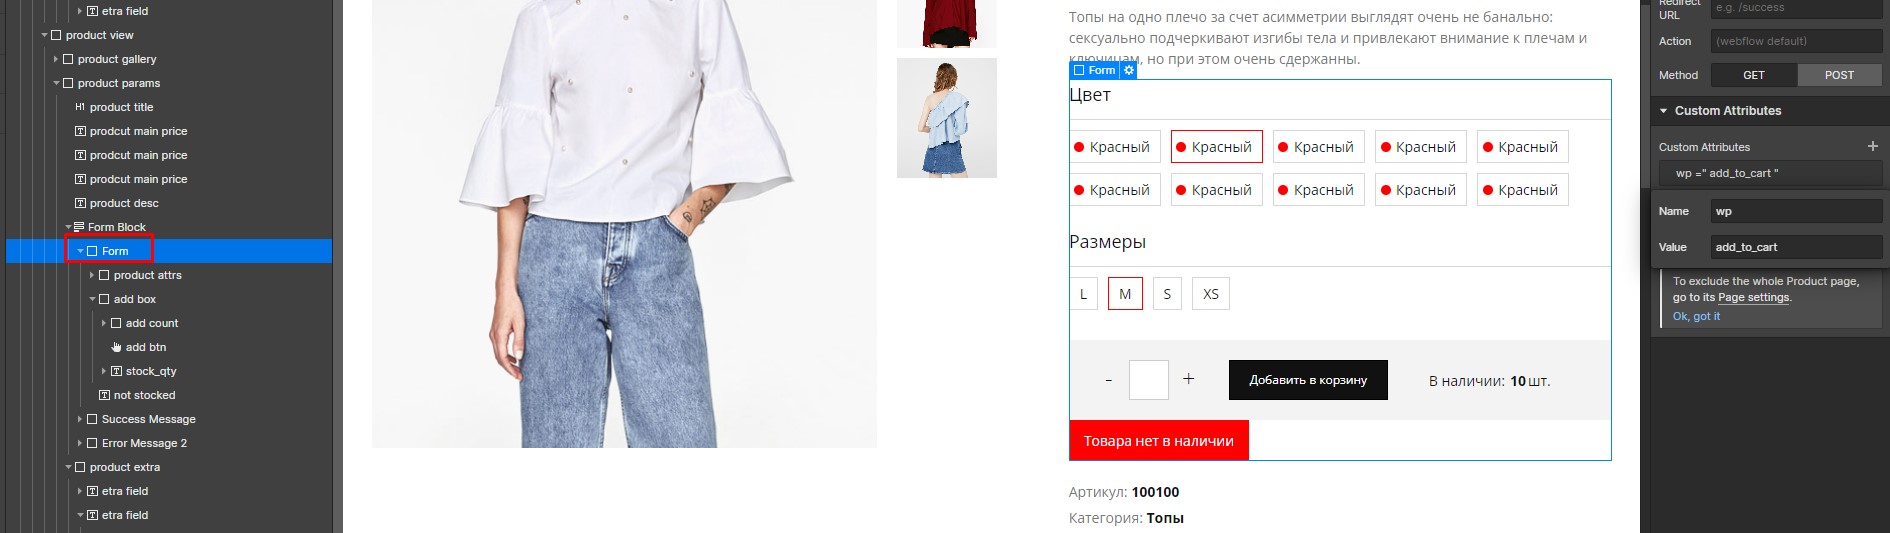 etra field
product view
product gallery
product params
H1 product title
prodcut main price
prodcut main price
prodcut main price
product desc
Form Block
Form
product attrs
add box
add count
add btn
stock_qty
not stocked
Success Message
Error Message 2
product extra
etra field
etra field
Топы на одно плечо за счет асимметрии выглядят очень не банально:
сексуально подчеркивают изгибы тела и привлекают внимание к плечам и
ключицам, но при этом очень сдержанны.
Form
Цвет
Красный Красный Красный Красный Красный
Красный Красный Красный Красный Красный
Размеры
L M S XS
- + Добавить в корзину В наличии: 10 шт.
Товара нет в наличии
Артикул: 100100
Категория: Топы
Redirect
URL
e.g. /success
Action (webflow default)
Method GET POST
Custom Attributes
Custom Attributes +
wp =" add_to_cart "
Name wp
Value add_to_cart
To exclude the whole Product page,
go to its Page settings.
Ok, got it